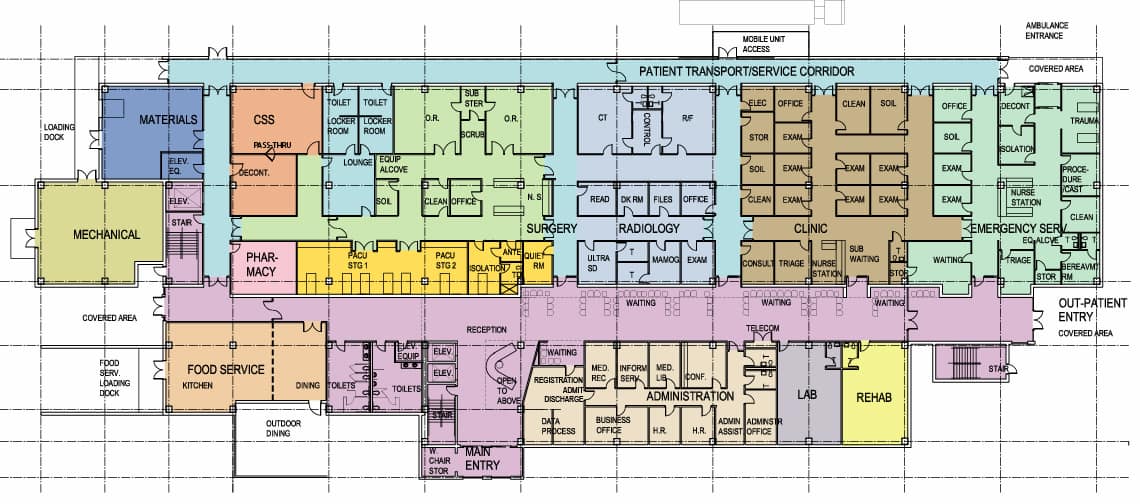 AMBULANCE
ENTRANCE
MOBILE UNIT
ACCESS
PATIENT TRANSPORT/SERVICE CORRIDOR
COVERED AREA
LOADING
DOCK
MATERIALS
ELEV.
EQ.
CSS
PASS-THRU
DECONT.
TOILET
TOILET
LOCKER
ROOM
LOCKER
ROOM
LOUNGE
EQUIP
ALCOVE
SOIL
O.R.
SUB
STER
SCRUB
O.R.
CLEAN
OFFICE
N. S.
SURGERY
CT
CONTROL
R/F
READ
DK RM
FILES
OFFICE
RADIOLOGY
ULTRA
SD
T
T
MAMOG
EXAM
ELEC
OFFICE
CLEAN
SOIL
STOR
EXAM
SOIL
EXAM
EXAM
EXAM
CLEAN
EXAM
EXAM
EXAM
CLINIC
CONSULT
TRIAGE
NURSE
STATION
SUB
WAITING
T
T
STOR
OFFICE
SOIL
EXAM
EXAM
DECONT
ISOLATION
TRAUMA
PROCE-
DURE
/CAST
NURSE
STATION
CLEAN
EMERGENCY SERV.
EQ ALCVE
T
T
WAITING
TRIAGE
STOR
BEREAVMT
RM
MECHANICAL
ELEV.
STAIR
PHAR-
MACY
PACU
STG 1
PACU
STG 2
ISOLATION
ANTE
T
QUIET
RM
WAITING
WAITING
WAITING
WAITING
OUT-PATIENT
ENTRY
COVERED AREA
COVERED AREA
RECEPTION
TELECOM
FOOD
SERV.
LOADING
DOCK
FOOD SERVICE
KITCHEN
DINING
TOILETS
TOILETS
ELEV.
EQUIP
ELEV.
ELEV.
STAIR
OPEN
TO
ABOVE
WAITING
REGISTRATION
ADMIT
DISCHARGE
DATA
PROCESS
MED.
REC
INFORM
SERV.
MED.
LIB
CONF.
ADMINISTRATION
BUSINESS
OFFICE
H.R.
H.R.
ADMIN
ASSIST
ADMINSTR
OFFICE
T
T
LAB
T
T
REHAB
STAIR
OUTDOOR
DINING
W.
CHAIR
STOR
MAIN
ENTRY